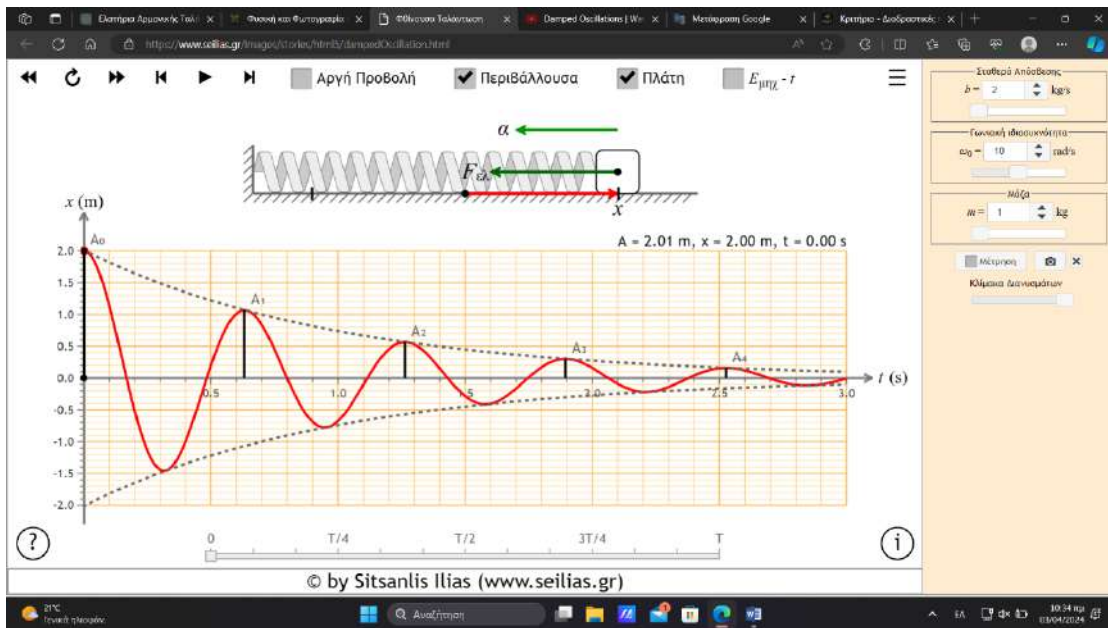 Ελατήρια Αρμονικής Ταλ
Φυσική και Φωτογραφία
Φθίνουσα Ταλάντωση
Damped Oscillations | We
Μετάφραση Google
Κριτήριο - Διαδραστικές
https://www.seilias.gr/images/stories/html5/dampedOscillation.html
Αργή Προβολή
Περιβάλλουσα
Πλάτη
Eμηχ - t
Σταθερά Απόσβεσης
b = 2 kg/s
Γωνιακή ιδιοσυχνότητα
ω0 = 10 rad/s
Μάζα
m = 1 kg
Μέτρηση
Κλίμακα Διανυσμάτων
α
Fελ
x
x (m)
A = 2.01 m, x = 2.00 m, t = 0.00 s
A0
A1
A2
A3
A4
2.0
1.5
1.0
0.5
0.0
-0.5
-1.0
-1.5
-2.0
0.5 1.0 1.5 2.0 2.5 3.0
t (s)
0 T/4 T/2 3T/4 T
?
i
© by Sitsanlis Ilias (www.seilias.gr)
21°C
Γενικά ηλιοφάν.
Αναζήτηση
ΕΛ
10:34 πμ
03/04/2024